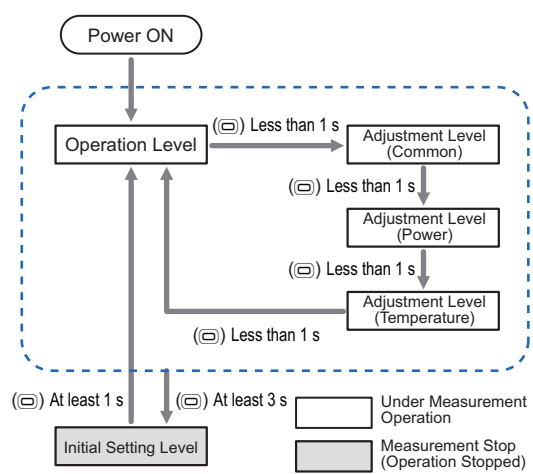 Power ON
Operation Level
( ) Less than 1 s
Adjustment Level
(Common)
( ) Less than 1 s
Adjustment Level
(Power)
( ) Less than 1 s
Adjustment Level
(Temperature)
( ) Less than 1 s
( ) At least 1 s
( ) At least 3 s
Initial Setting Level
Under Measurement
Operation
Measurement Stop
(Operation Stopped)